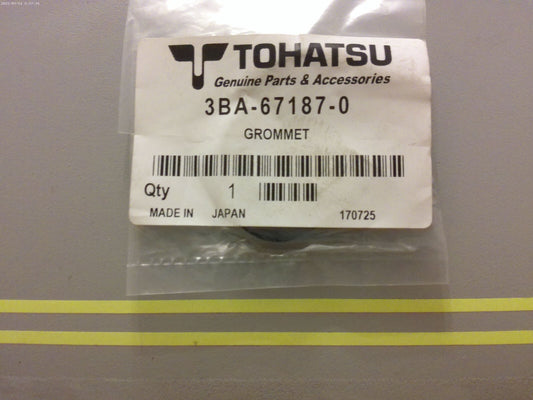 TOHATSU
Genuine Parts & Accessories
3BA-67187-0
GROMMET
Qty 1
MADE IN JAPAN 170725